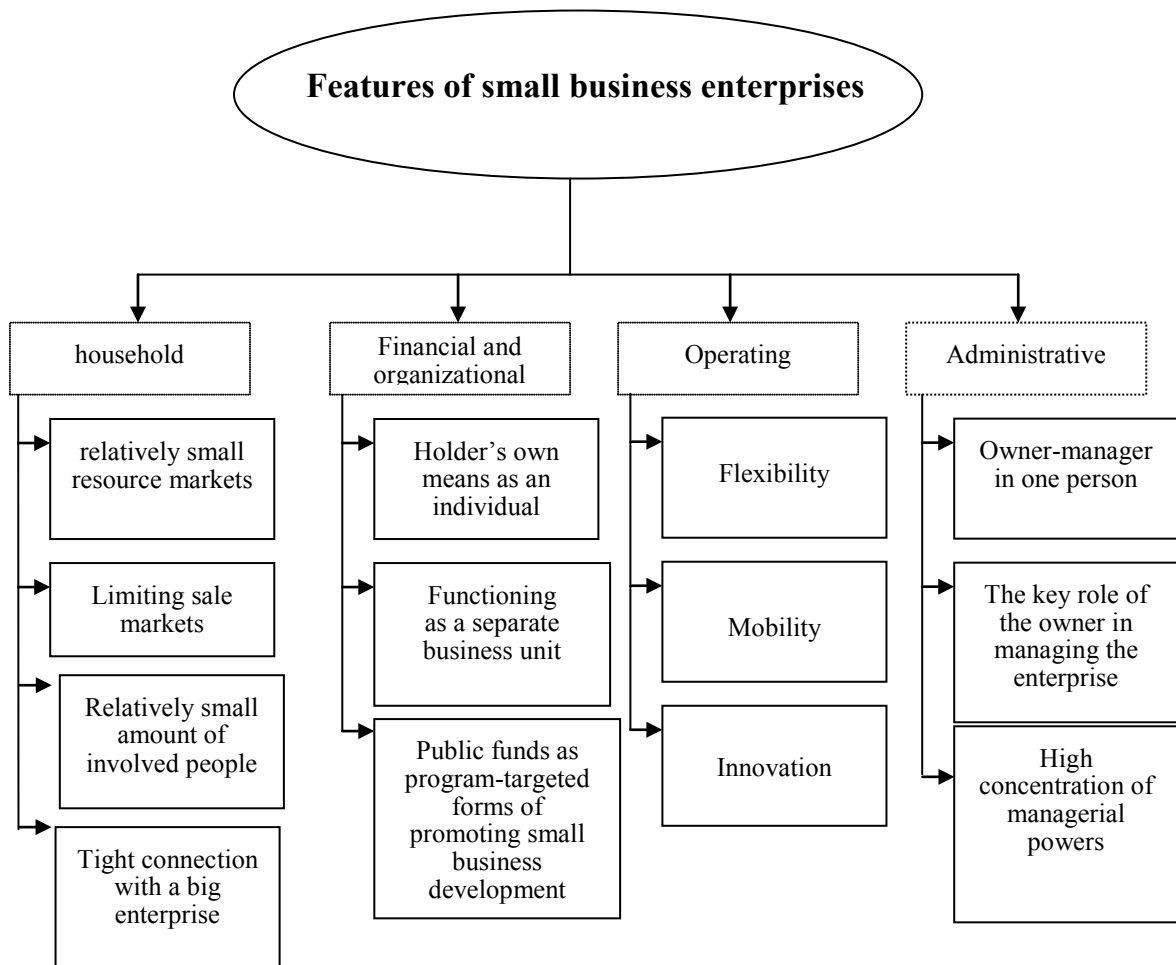 Features of small business enterprises
household
Financial and
organizational
Operating
Administrative
relatively small
resource markets
Limiting sale
markets
Relatively small
amount of
involved people
Tight connection
with a big
enterprise
Holder’s own
means as an
individual
Functioning
as a separate
business unit
Public funds as
program-targeted
forms of
promoting small
business
development
Flexibility
Mobility
Innovation
Owner-manager
in one person
The key role of
the owner in
managing the
enterprise
High
concentration of
managerial
powers